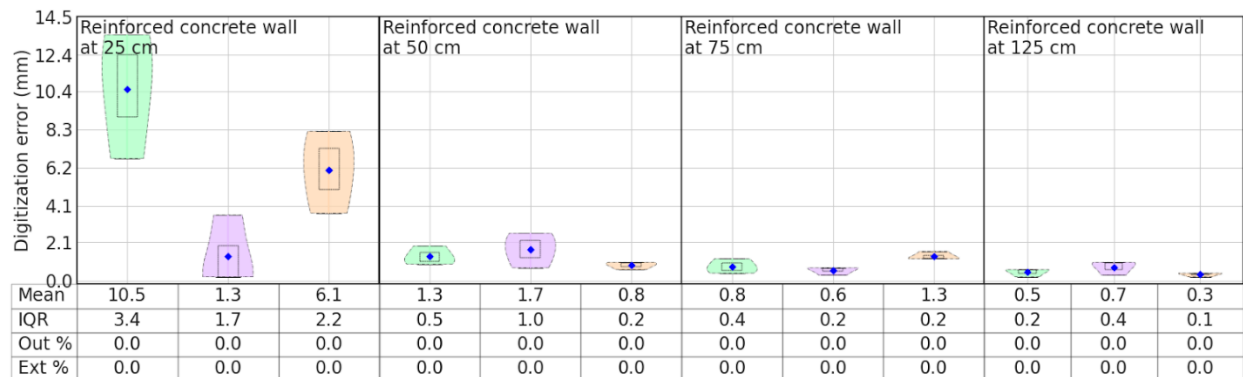 14.5
12.4
10.4
8.3
6.2
4.1
2.1
0.0
Digitization error (mm)
Reinforced concrete wall
at 25 cm
Reinforced concrete wall
at 50 cm
Reinforced concrete wall
at 75 cm
Reinforced concrete wall
at 125 cm
Mean 10.5 1.3 6.1 1.3 1.7 0.8 0.8 0.6 1.3 0.5 0.7 0.3
IQR 3.4 1.7 2.2 0.5 1.0 0.2 0.4 0.2 0.2 0.2 0.4 0.1
Out % 0.0 0.0 0.0 0.0 0.0 0.0 0.0 0.0 0.0 0.0 0.0 0.0
Ext % 0.0 0.0 0.0 0.0 0.0 0.0 0.0 0.0 0.0 0.0 0.0 0.0